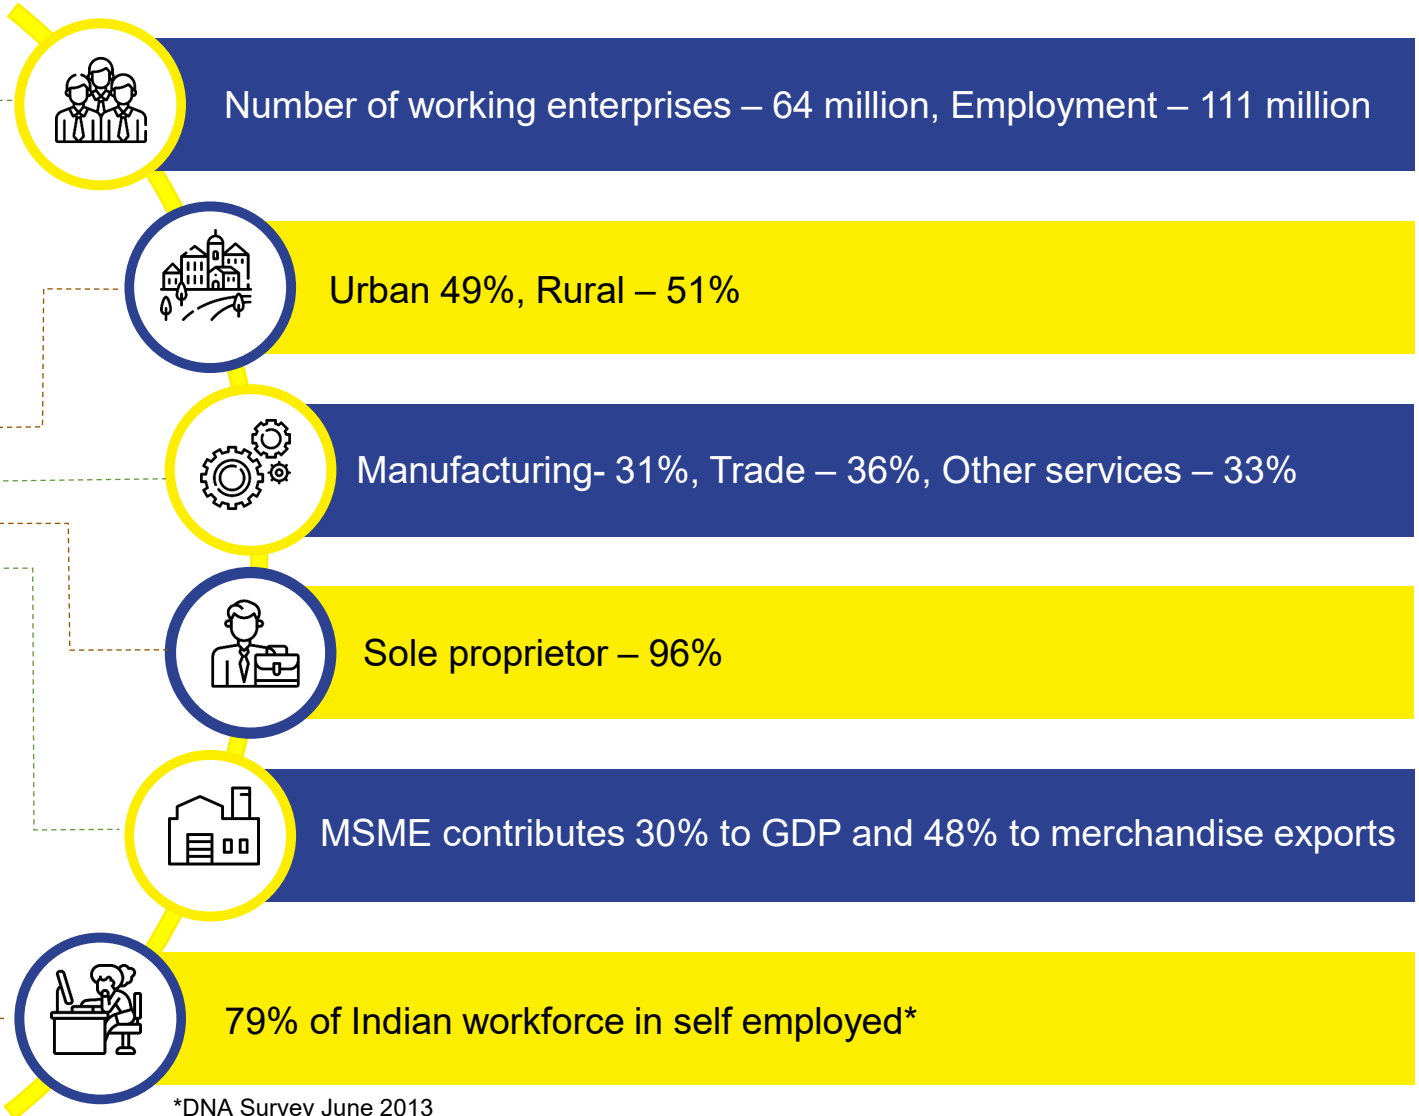 Number of working enterprises – 64 million, Employment – 111 million
Urban 49%, Rural – 51%
Manufacturing- 31%, Trade – 36%, Other services – 33%
Sole proprietor – 96%
MSME contributes 30% to GDP and 48% to merchandise exports
79% of Indian workforce in self employed*
*DNA Survey June 2013